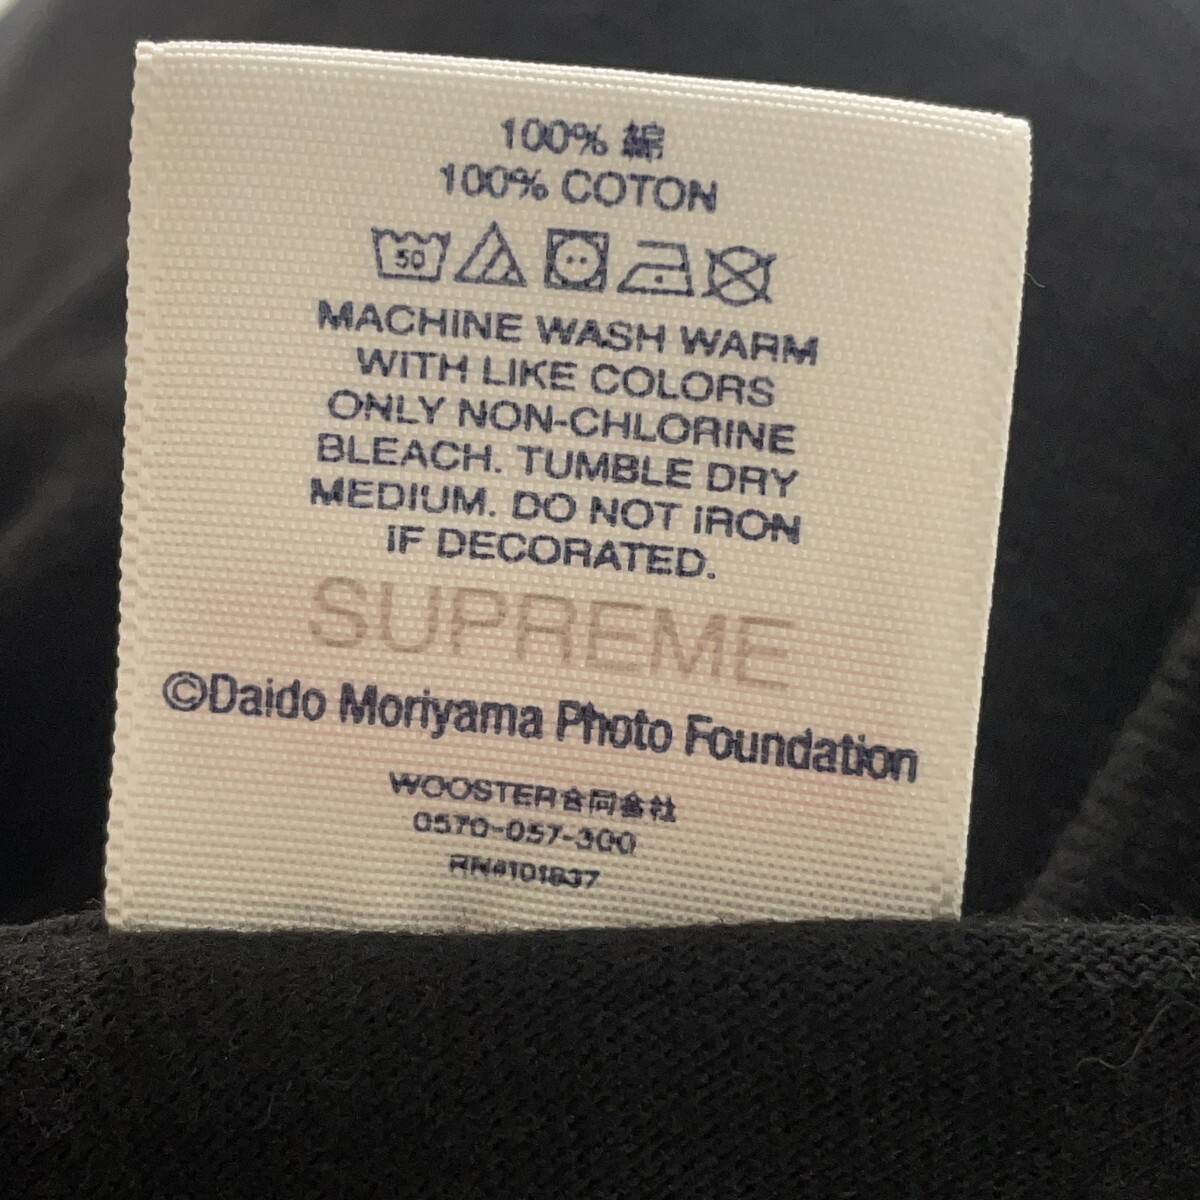 100% 綿
100% COTON
50
MACHINE WASH WARM
WITH LIKE COLORS
ONLY NON-CHLORINE
BLEACH. TUMBLE DRY
MEDIUM. DO NOT IRON
IF DECORATED.
SUPREME
©Daido Moriyama Photo Foundation
WOOSTER合同会社
0570-057-300
RN#101837